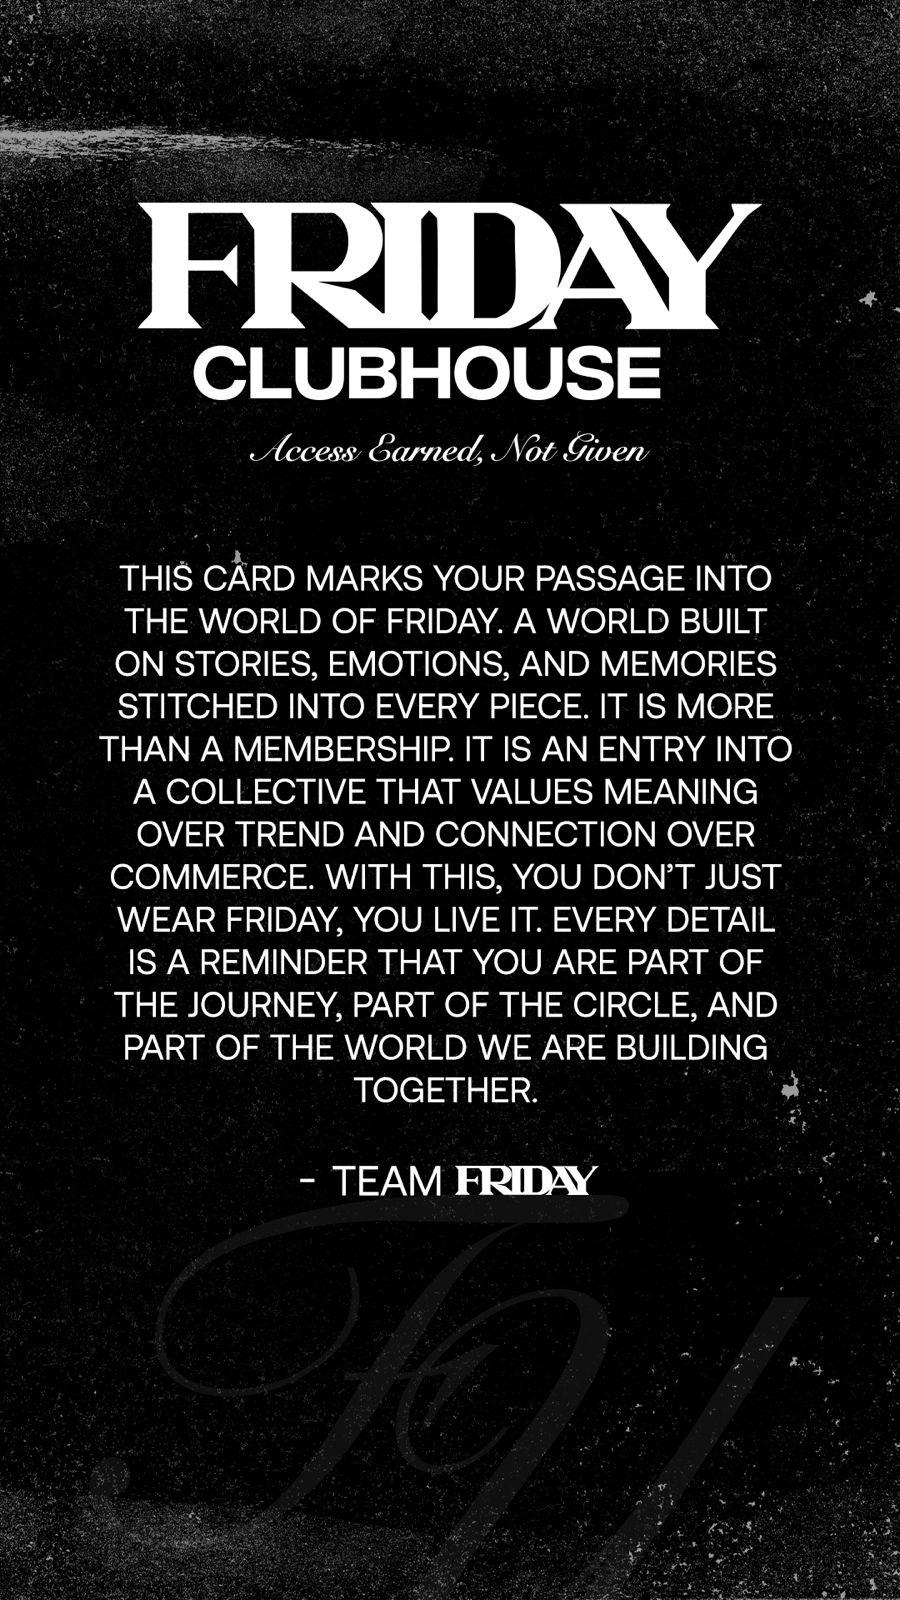 FRIDAY
CLUBHOUSE
Access Earned, Not Given
THIS CARD MARKS YOUR PASSAGE INTO
THE WORLD OF FRIDAY. A WORLD BUILT
ON STORIES, EMOTIONS, AND MEMORIES
STITCHED INTO EVERY PIECE. IT IS MORE
THAN A MEMBERSHIP. IT IS AN ENTRY INTO
A COLLECTIVE THAT VALUES MEANING
OVER TREND AND CONNECTION OVER
COMMERCE. WITH THIS, YOU DON’T JUST
WEAR FRIDAY, YOU LIVE IT. EVERY DETAIL
IS A REMINDER THAT YOU ARE PART OF
THE JOURNEY, PART OF THE CIRCLE, AND
PART OF THE WORLD WE ARE BUILDING
TOGETHER.
- TEAM FRIDAY